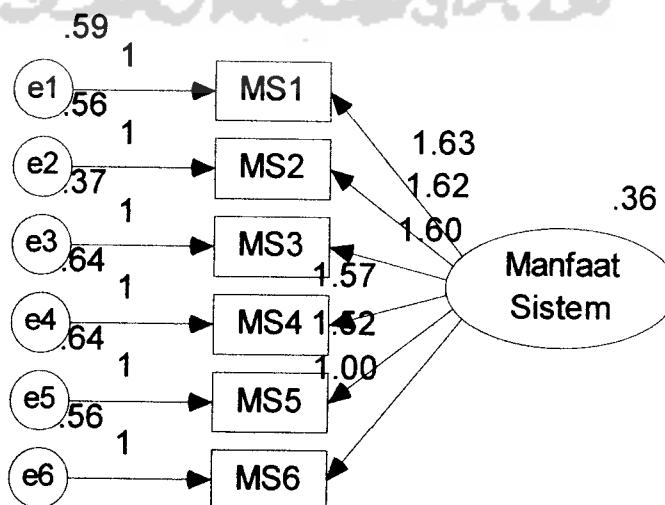 .59
1
e1
MS1
.56
1
1.63
e2
MS2
1.62
.36
.37
1
1.60
e3
MS3
Manfaat
Sistem
.64
1
1.57
e4
MS4
1.52
.64
1
1.00
e5
MS5
.56
1
e6
MS6